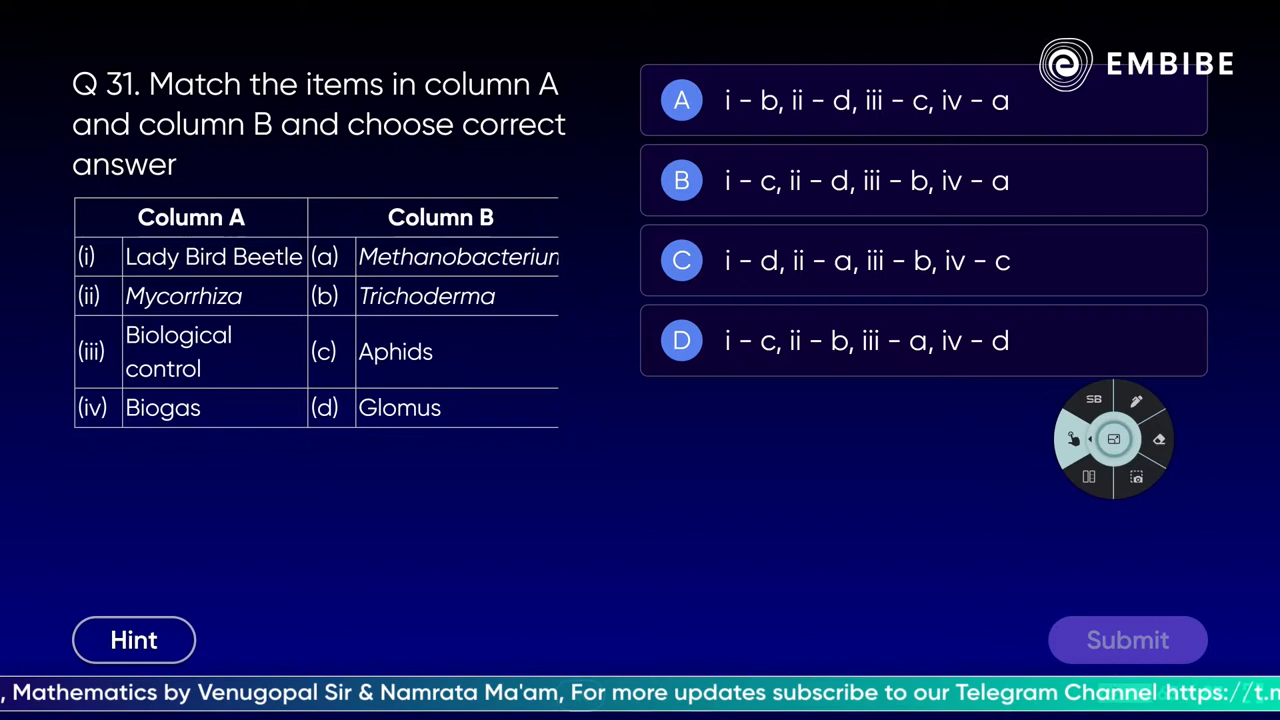 EMBIBE
Q 31. Match the items in column A
and column B and choose correct
answer
Column A Column B
(i) Lady Bird Beetle (a) Methanobacteriun
(ii) Mycorrhiza (b) Trichoderma
(iii) Biological control (c) Aphids
(iv) Biogas (d) Glomus
A i - b, ii - d, iii - c, iv - a
B i - c, ii - d, iii - b, iv - a
C i - d, ii - a, iii - b, iv - c
D i - c, ii - b, iii - a, iv - d
SB
Hint
Submit
, Mathematics by Venugopal Sir & Namrata Ma'am, For more updates subscribe to our Telegram Channel https://t.m